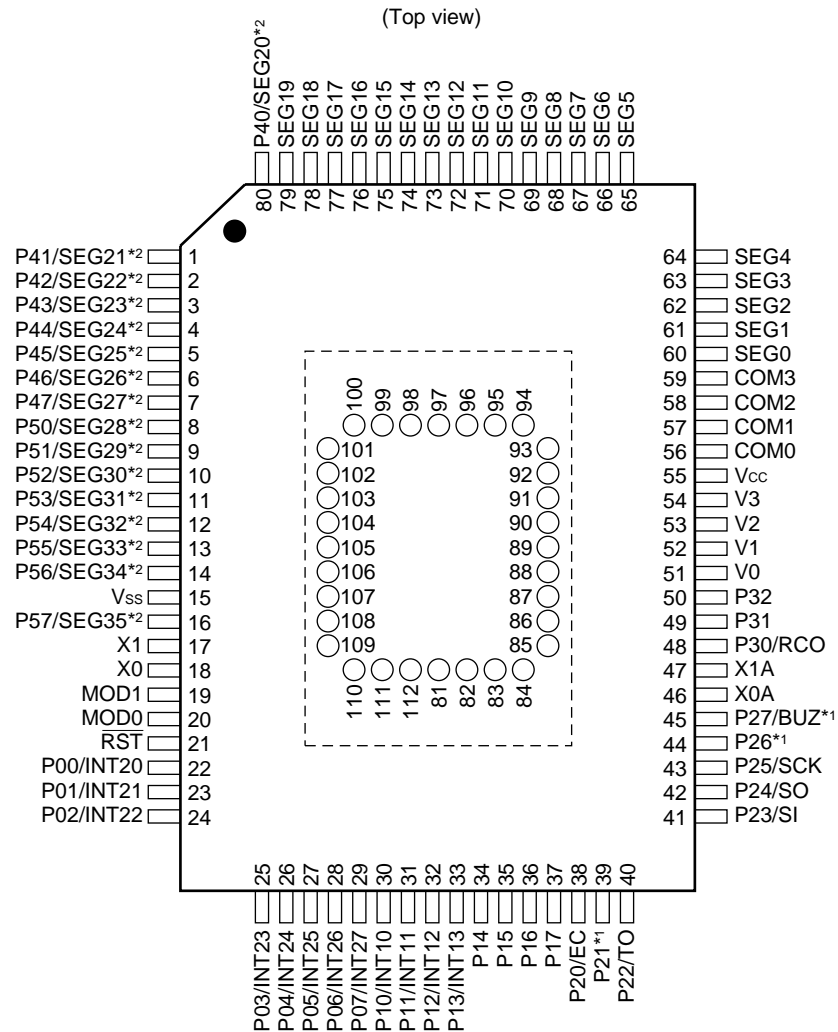 (Top view)
P40/SEG20*2
SEG19
SEG18
SEG17
SEG16
SEG15
SEG14
SEG13
SEG12
SEG11
SEG10
SEG9
SEG8
SEG7
SEG6
SEG5
80
79
78
77
76
75
74
73
72
71
70
69
68
67
66
65
P41/SEG21*2 1
P42/SEG22*2 2
P43/SEG23*2 3
P44/SEG24*2 4
P45/SEG25*2 5
P46/SEG26*2 6
P47/SEG27*2 7
P50/SEG28*2 8
P51/SEG29*2 9
P52/SEG30*2 10
P53/SEG31*2 11
P54/SEG32*2 12
P55/SEG33*2 13
P56/SEG34*2 14
VSS 15
P57/SEG35*2 16
X1 17
X0 18
MOD1 19
MOD0 20
RST 21
P00/INT20 22
P01/INT21 23
P02/INT22 24
100
99
98
97
96
95
94
101
102
103
104
105
106
107
108
109
93
92
91
90
89
88
87
86
85
110
111
112
81
82
83
84
64 SEG4
63 SEG3
62 SEG2
61 SEG1
60 SEG0
59 COM3
58 COM2
57 COM1
56 COM0
55 VCC
54 V3
53 V2
52 V1
51 V0
50 P32
49 P31
48 P30/RCO
47 X1A
46 X0A
45 P27/BUZ*1
44 P26*1
43 P25/SCK
42 P24/SO
41 P23/SI
25
26
27
28
29
30
31
32
33
34
35
36
37
38
39
40
P03/INT23
P04/INT24
P05/INT25
P06/INT26
P07/INT27
P10/INT10
P11/INT11
P12/INT12
P13/INT13
P14
P15
P16
P17
P20/EC
P21*1
P22/TO